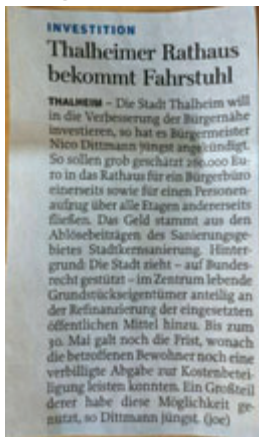 INVESTITION
Thalheimer Rathaus
bekommt Fahrstuhl
THALHEIM – Die Stadt Thalheim will
in die Verbesserung der Bürgernähe
investieren, so hat es Bürgermeister
Nico Dittmann jüngst angekündigt.
So sollen grob geschätzt Eu-
ro in das Rathaus für ein Bürgerbüro
einerseits sowie für einen Personen-
aufzug über alle Etagen andererseits
fließen. Das Geld stammt aus den
Ablösebeiträgen des Sanierungsge-
bietes Stadtkernsanierung. Hinter-
grund: Die Stadt zieht – auf Bundes-
recht gestützt – im Zentrum lebende
Grundstückseigentümer anteilig an
der Refinanzierung der eingesetzten
öffentlichen Mittel hinzu. Bis zum
30. Mai galt noch die Frist, wonach
die betroffenen Bewohner noch eine
verbilligte Abgabe zur Kostenbetei-
ligung leisten konnten. Ein Großteil
derer habe diese Möglichkeit ge-
nutzt, so Dittmann jüngst. (joe)